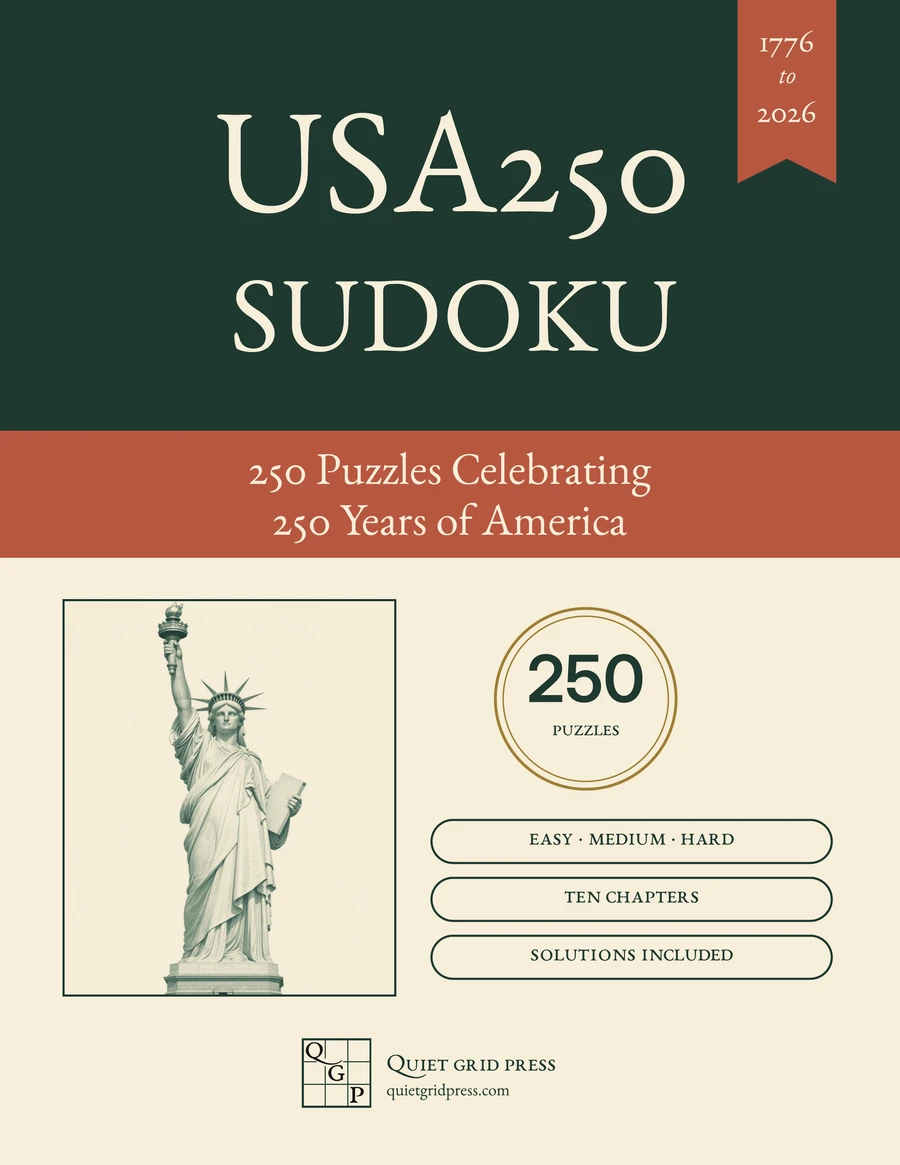 1776
to
2026
USA250
SUDOKU
250 Puzzles Celebrating
250 Years of America
250
PUZZLES
EASY · MEDIUM · HARD
TEN CHAPTERS
SOLUTIONS INCLUDED
Q
G
P
QUIET GRID PRESS
quietgridpress.com